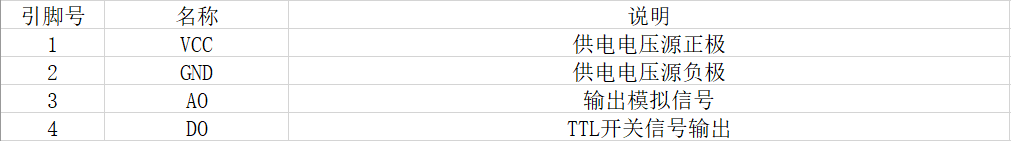 引脚号 名称 说明
1 VCC 供电电压源正极
2 GND 供电电压源负极
3 AO 输出模拟信号
4 DO TTL开关信号输出